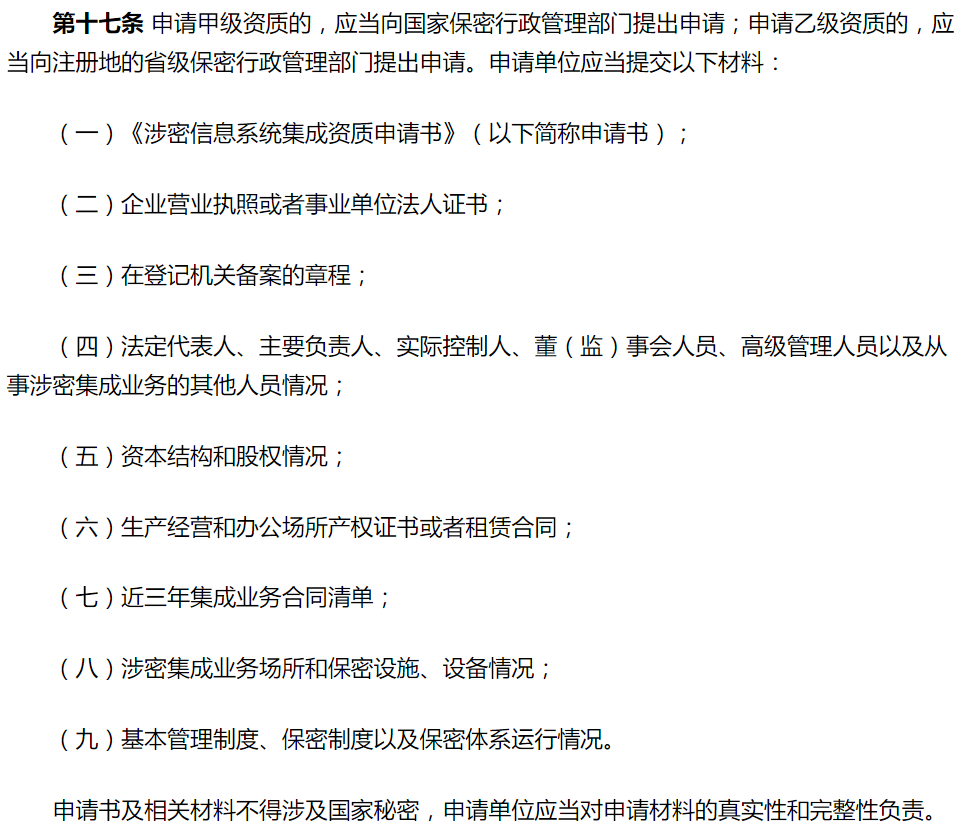 第十七条 申请甲级资质的，应当向国家保密行政管理部门提出申请；申请乙级资质的，应
当向注册地的省级保密行政管理部门提出申请。申请单位应当提交以下材料：
（一）《涉密信息系统集成资质申请书》（以下简称申请书）；
（二）企业营业执照或者事业单位法人证书；
（三）在登记机关备案的章程；
（四）法定代表人、主要负责人、实际控制人、董（监）事会人员、高级管理人员以及从
事涉密集成业务的其他人员情况；
（五）资本结构和股权情况；
（六）生产经营和办公场所产权证书或者租赁合同；
（七）近三年集成业务合同清单；
（八）涉密集成业务场所和保密设施、设备情况；
（九）基本管理制度、保密制度以及保密体系运行情况。
申请书及相关材料不得涉及国家秘密，申请单位应当对申请材料的真实性和完整性负责。